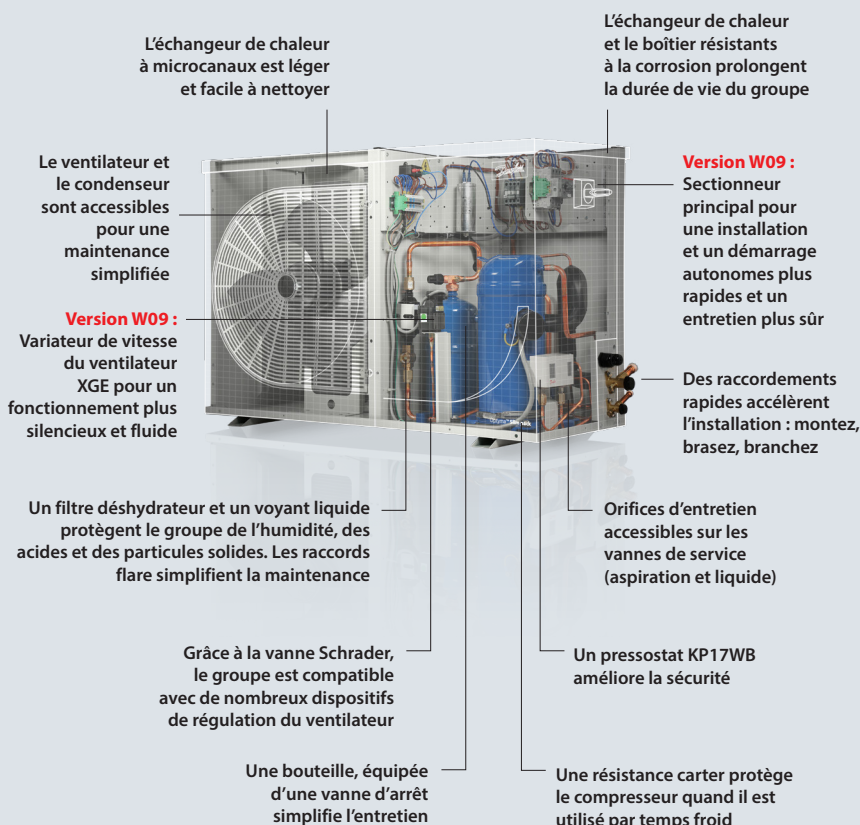 L'échangeur de chaleur
à microcanaux est léger
et facile à nettoyer
L'échangeur de chaleur
et le boîtier résistants
à la corrosion prolongent
la durée de vie du groupe
Le ventilateur et
le condenseur
sont accessibles
pour une
maintenance
simplifiée
Version W09 :
Sectionneur
principal pour
une installation
et un démarrage
autonomes plus
rapides et un
entretien plus sûr
Version W09 :
Variateur de vitesse
du ventilateur
XGE pour un
fonctionnement plus
silencieux et fluide
Des raccordements
rapides accélèrent
l'installation : montez,
brasez, branchez
Un filtre déshydrateur et un voyant liquide
protègent le groupe de l'humidité, des
acides et des particules solides. Les raccords
flare simplifient la maintenance
Orifices d'entretien
accessibles sur les
vannes de service
(aspiration et liquide)
Grâce à la vanne Schrader,
le groupe est compatible
avec de nombreux dispositifs
de régulation du ventilateur
Un pressostat KP17WB
améliore la sécurité
Une bouteille, équipée
d'une vanne d'arrêt
simplifie l'entretien
Une résistance carter protège
le compresseur quand il est
utilisé par temps froid